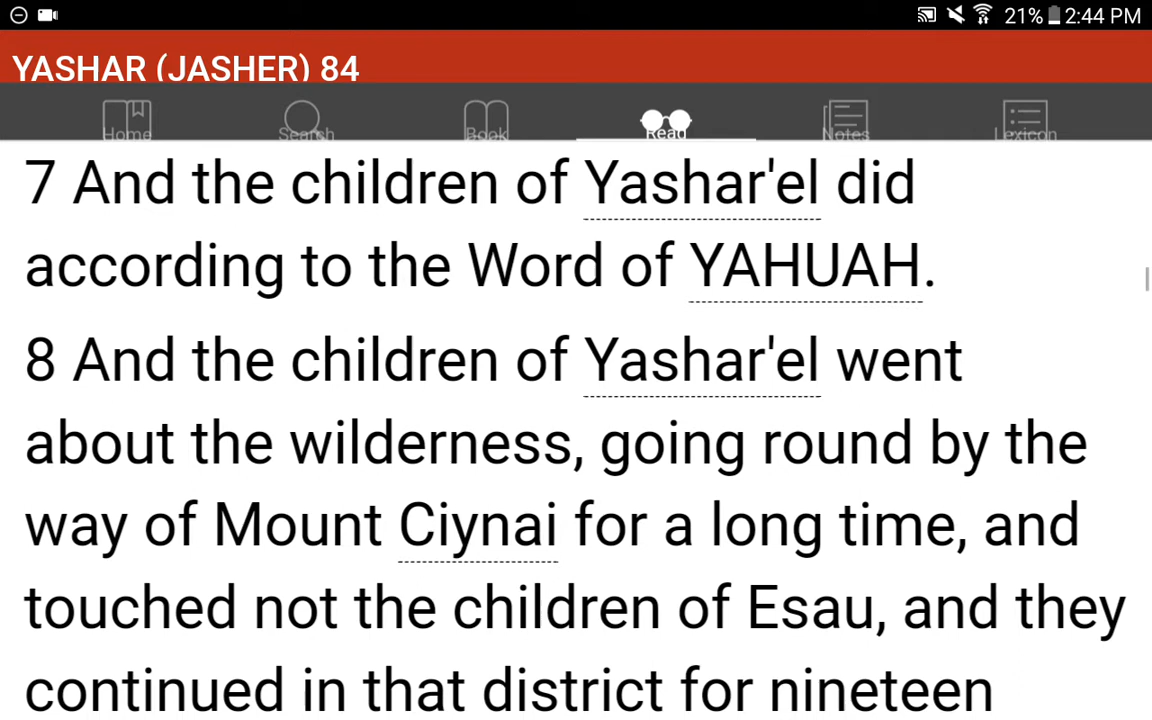 21% 2:44 PM
YASHAR (JASHER) 84
Home Search Book Read Notes Lexicon
7 And the children of Yashar'el did
according to the Word of YAHUAH.
8 And the children of Yashar'el went
about the wilderness, going round by the
way of Mount Ciynai for a long time, and
touched not the children of Esau, and they
continued in that district for nineteen